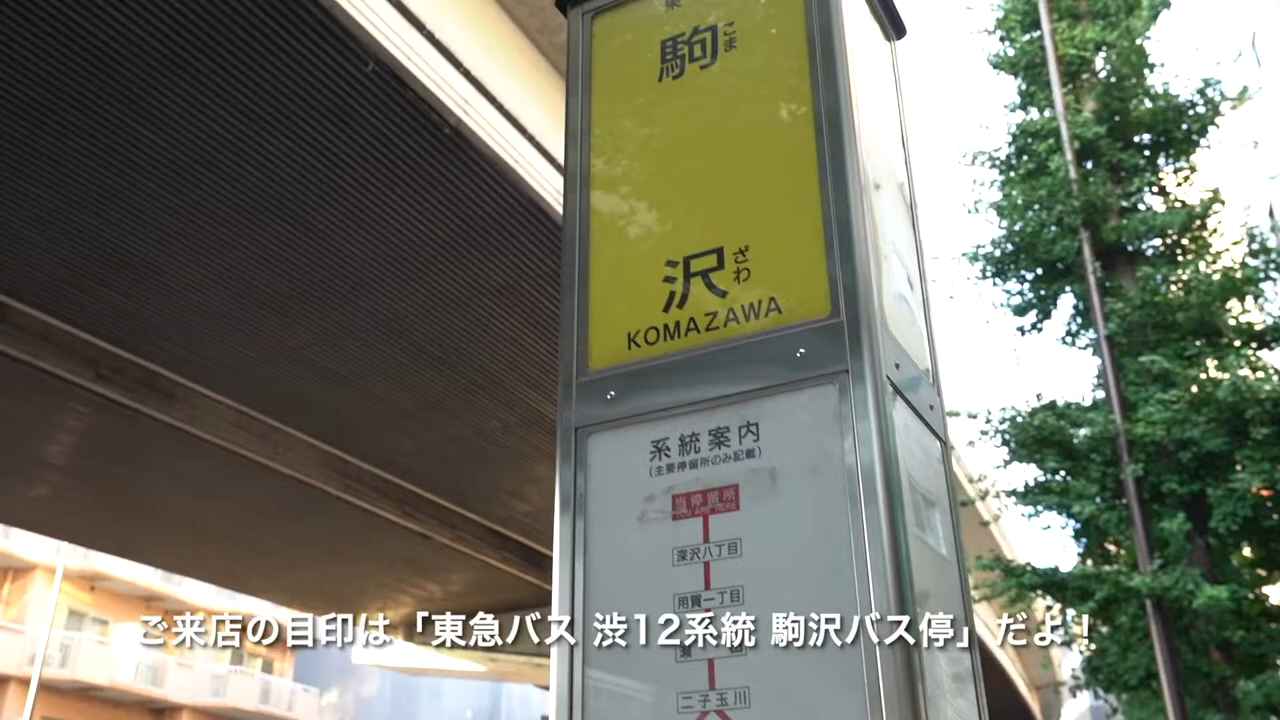 駒
こま
沢
ざわ
KOMAZAWA
系統案内
(主要停留所のみ記載)
当停留所
YOU ARE HERE
深沢八丁目
用賀一丁目
二子玉川
ご来店の目印は「東急バス 渋12系統 駒沢バス停」だよ!